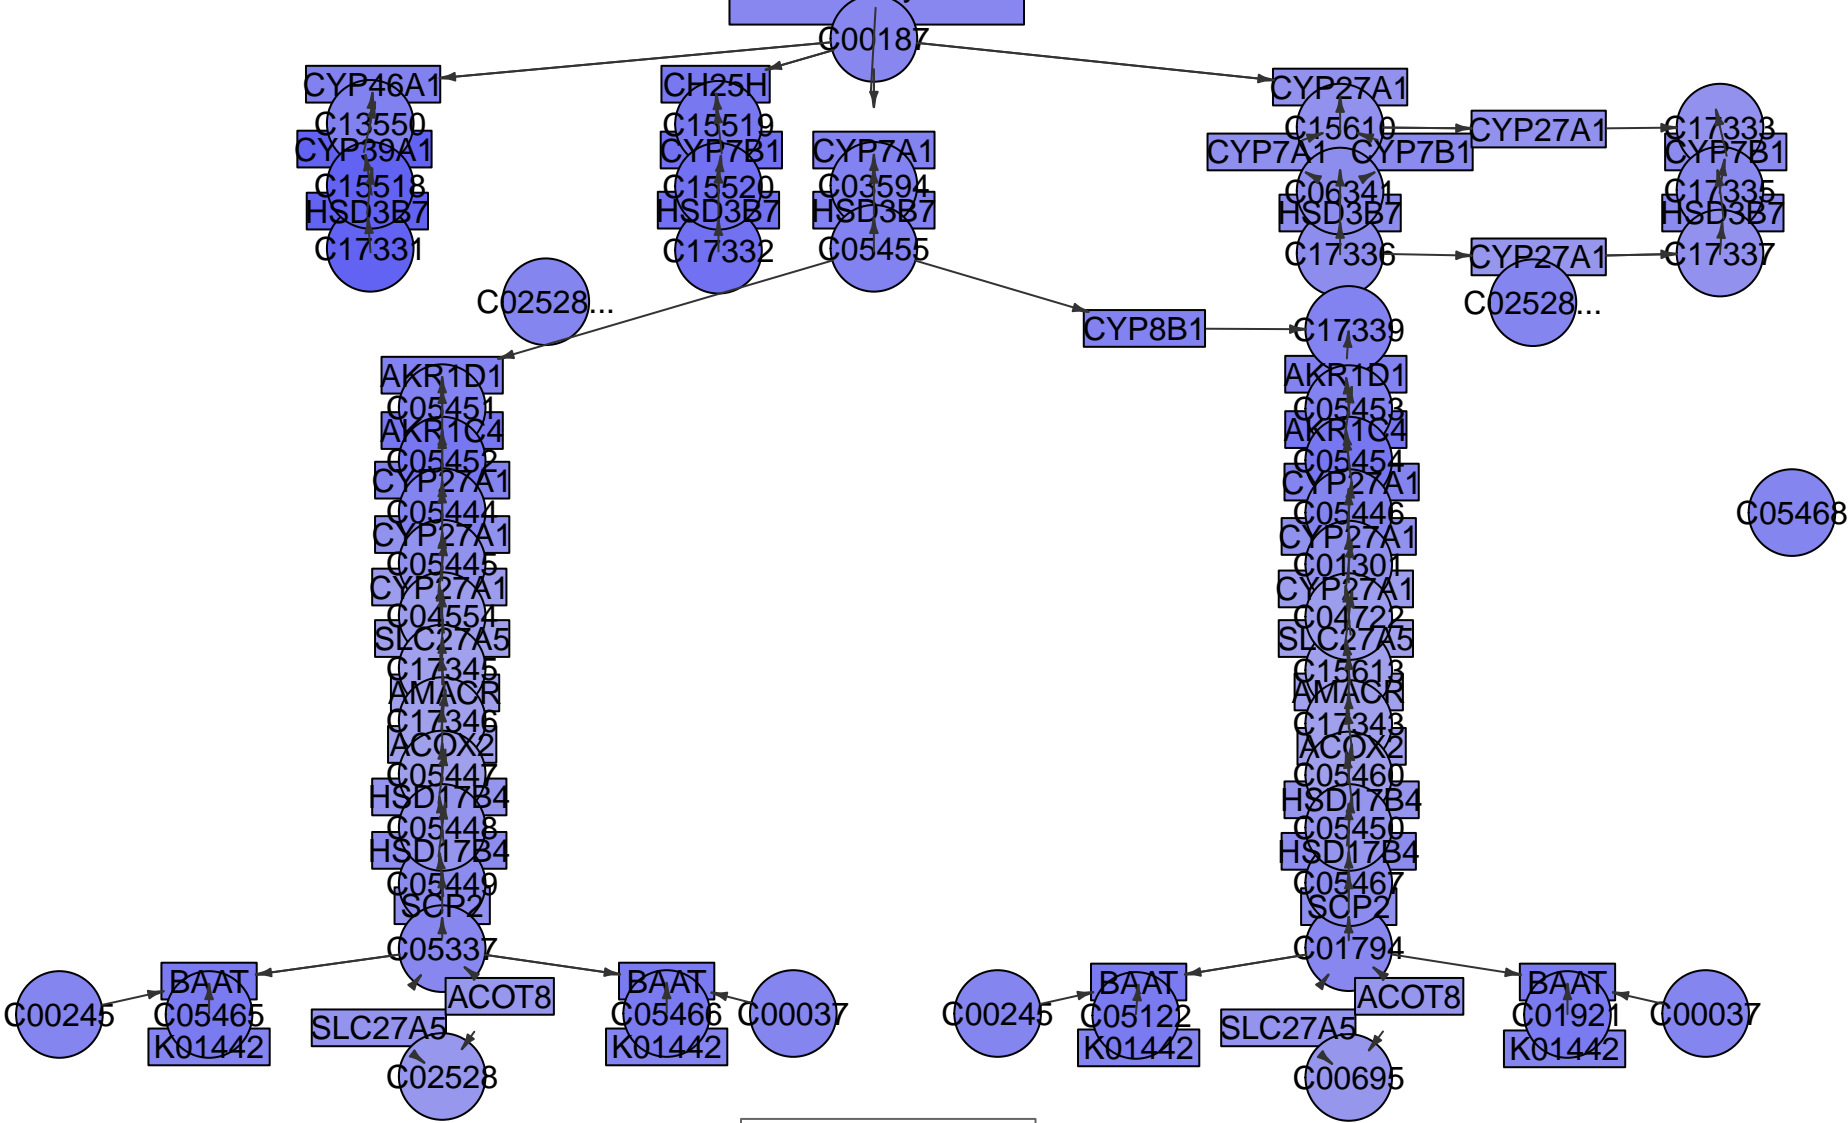 C00187
CYP46A1
CH25H
CYP27A1
C13550
C15519
C15610
CYP27A1
C17333
CYP39A1
CYP7B1
CYP7A1
CYP7A1
CYP7B1
CYP7B1
C15518
C15520
C03594
C06341
C17335
HSD3B7
HSD3B7
HSD3B7
HSD3B7
HSD3B7
C17331
C17332
C05455
C17336
CYP27A1
C17337
C02528...
C02528...
CYP8B1
C17339
AKR1D1
AKR1D1
C05451
C05453
AKR1C4
AKR1C4
C05452
C05454
CYP27A1
CYP27A1
C05444
C05446
C05468
CYP27A1
CYP27A1
C05445
C01301
CYP27A1
CYP27A1
C04554
C04722
SLC27A5
SLC27A5
C17345
C15613
AMACR
AMACR
C17346
C17343
ACOX2
ACOX2
C05447
C05460
HSD17B4
HSD17B4
C05448
C05450
HSD17B4
HSD17B4
C05449
C05467
SCP2
SCP2
C05337
C01794
BAAT
BAAT
BAAT
BAAT
ACOT8
ACOT8
C00245
C05465
C05466
C00037
C00245
C05122
C01921
C00037
SLC27A5
SLC27A5
K01442
K01442
K01442
K01442
C02528
C00695